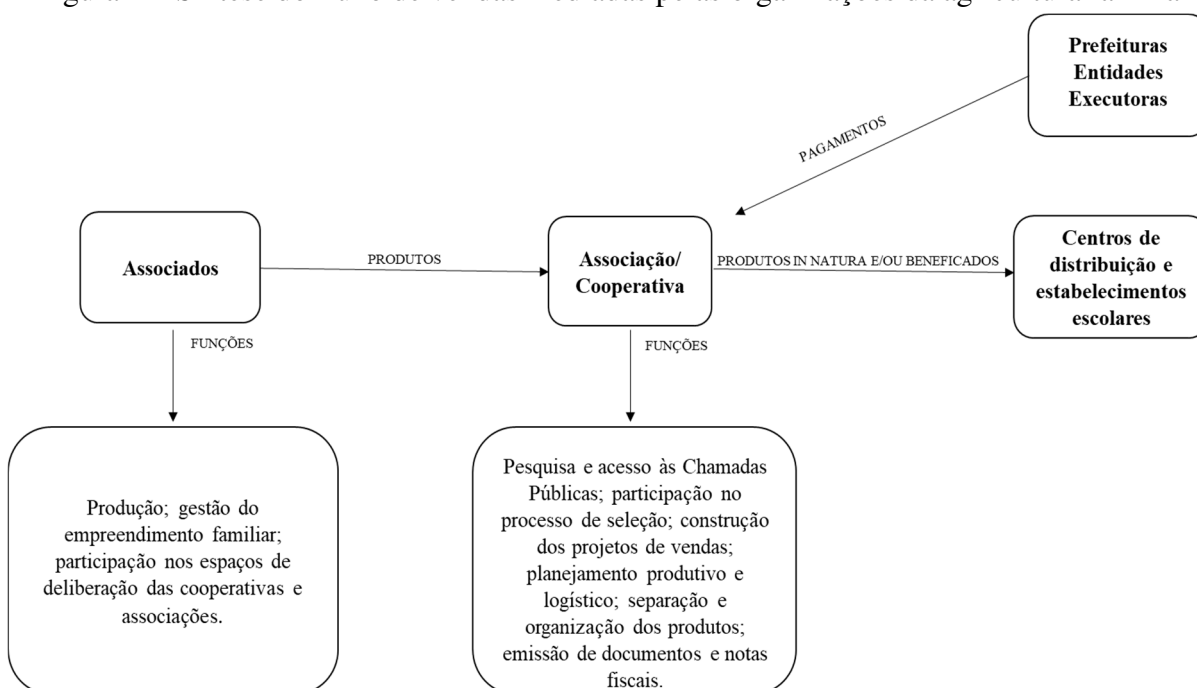 Prefeituras
Entidades
Executoras
PAGAMENTOS
Associados
PRODUTOS
Associação/
Cooperativa
PRODUTOS IN NATURA E/OU BENEFICADOS
Centros de
distribuição e
estabelecimentos
escolares
FUNÇÕES
FUNÇÕES
Produção; gestão do
empreendimento familiar;
participação nos espaços de
deliberação das cooperativas e
associações.
Pesquisa e acesso às Chamadas
Públicas; participação no
processo de seleção; construção
dos projetos de vendas;
planejamento produtivo e
logístico; separação e
organização dos produtos;
emissão de documentos e notas
fiscais.